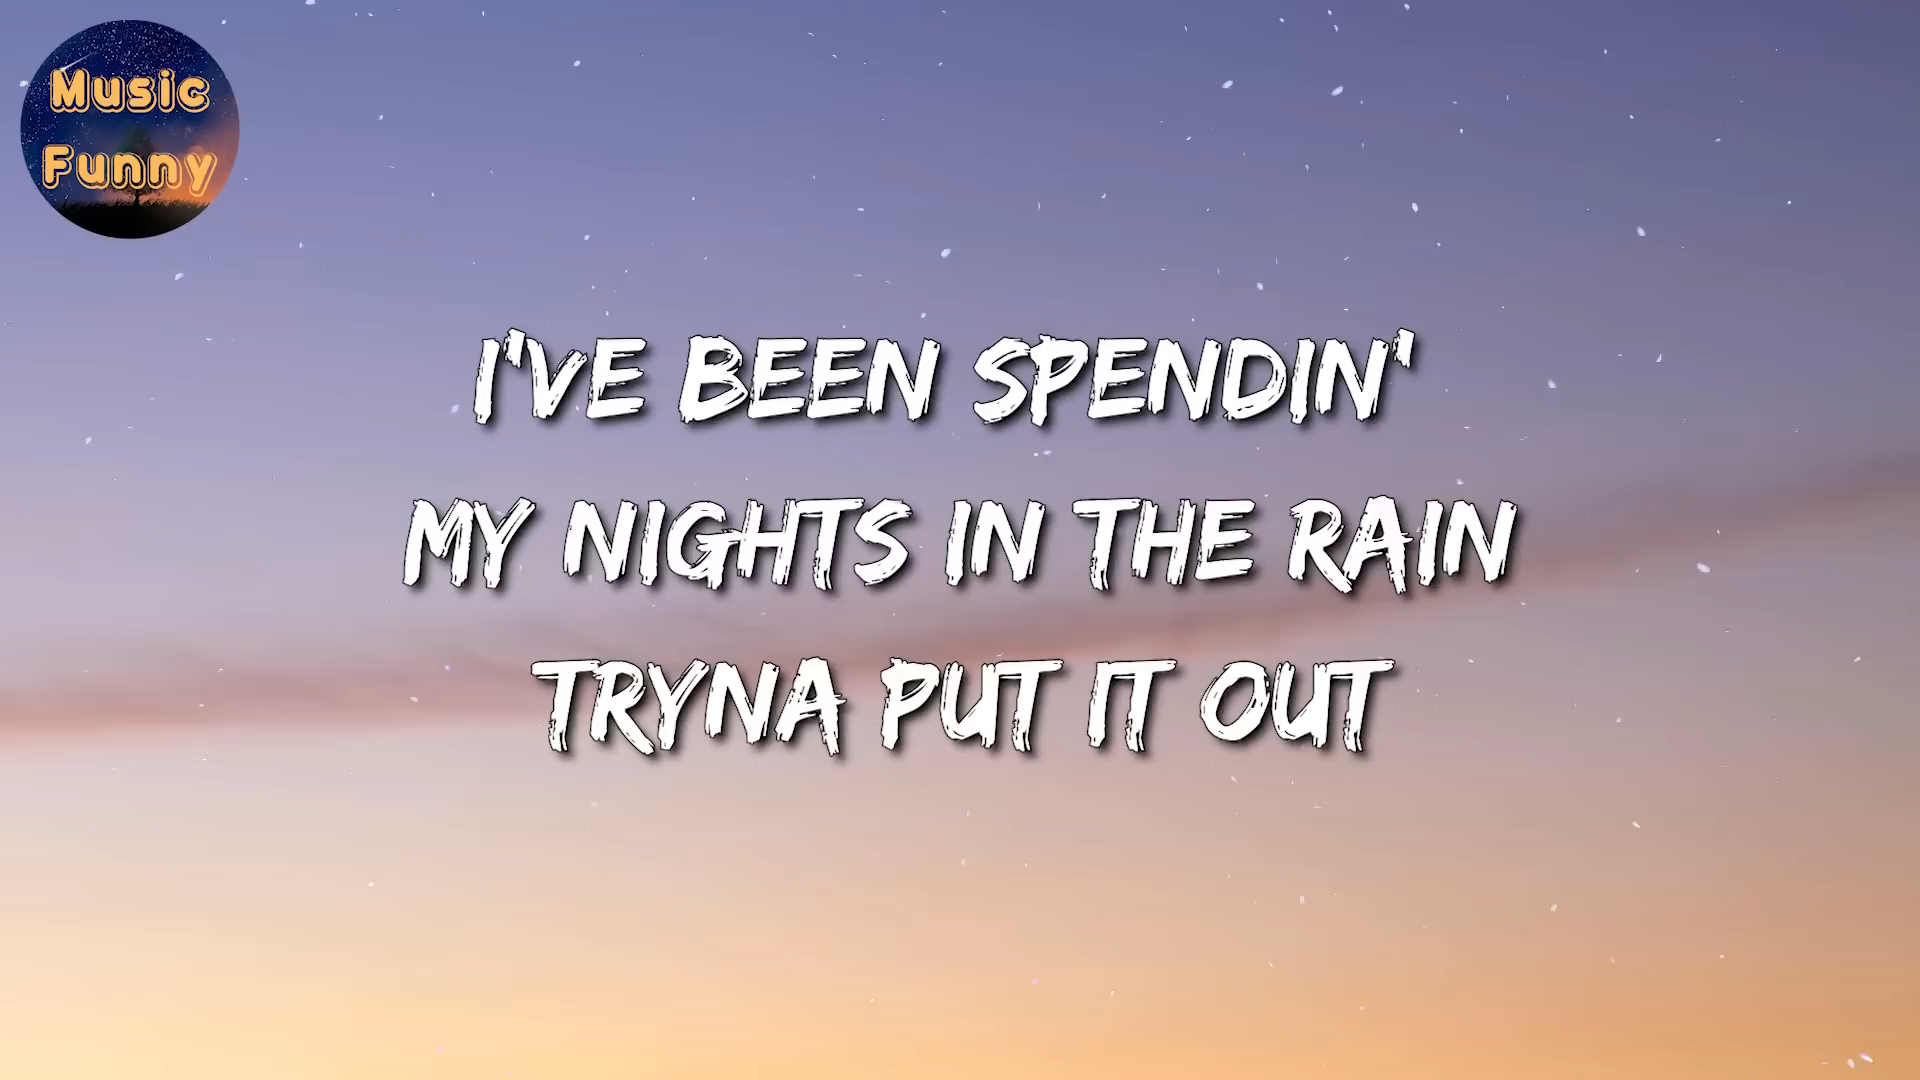 Music
Funny
I'VE BEEN SPENDIN'
MY NIGHTS IN THE RAIN
TRYNA PUT IT OUT